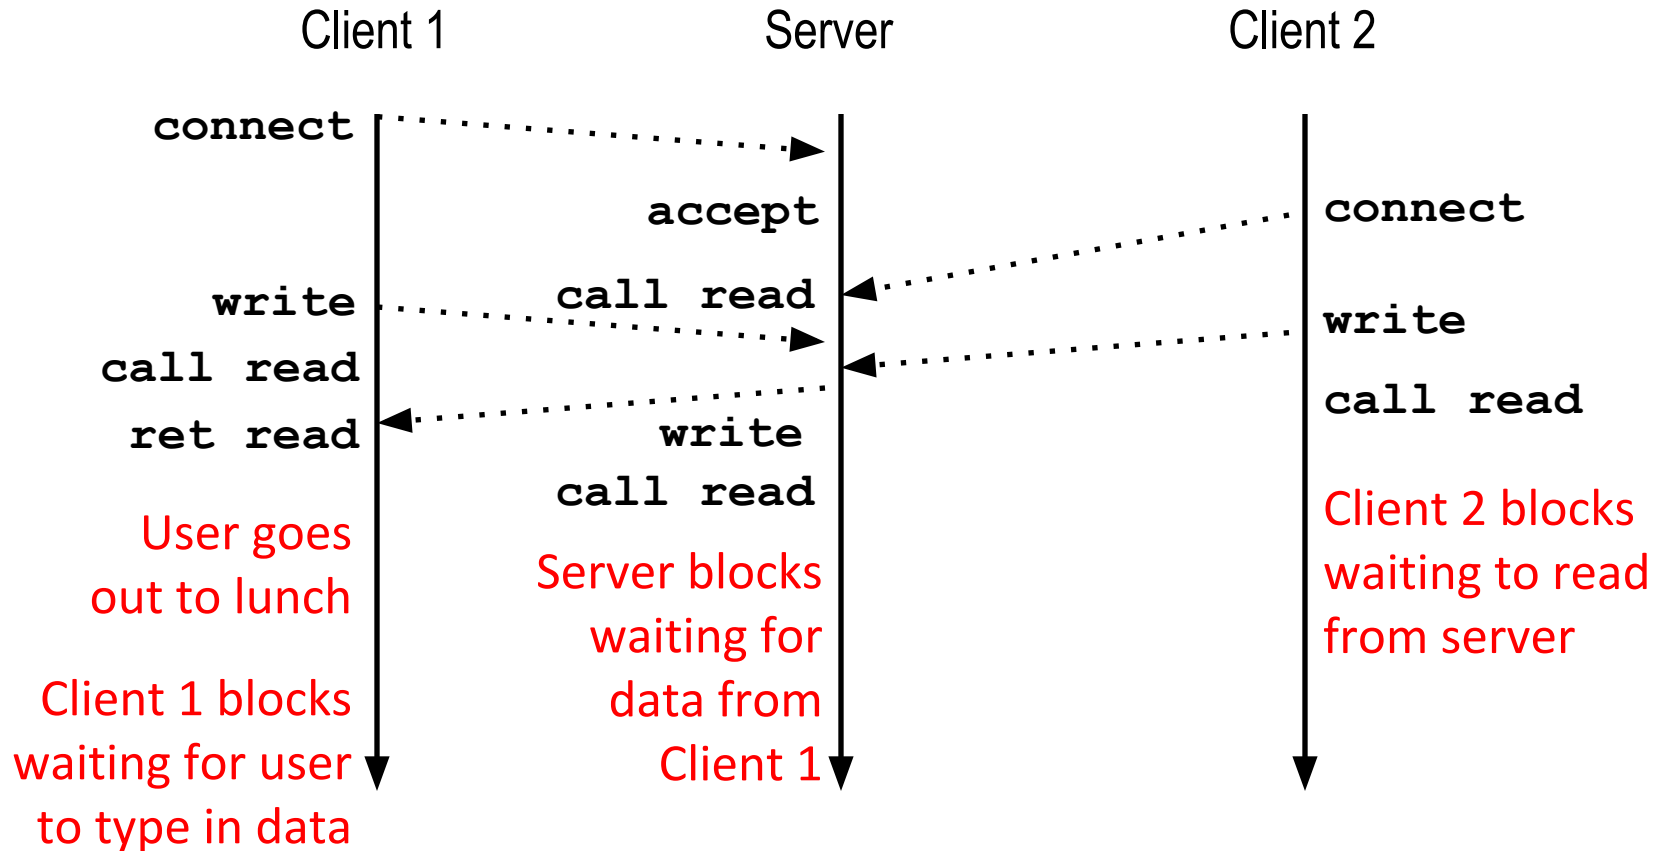 Client 1
Server
Client 2
connect
accept
connect
write
call read
write
call read
call read
ret read
write
call read
User goes
out to lunch
Server blocks
waiting for
data from
Client 1
Client 2 blocks
waiting to read
from server
Client 1 blocks
waiting for user
to type in data